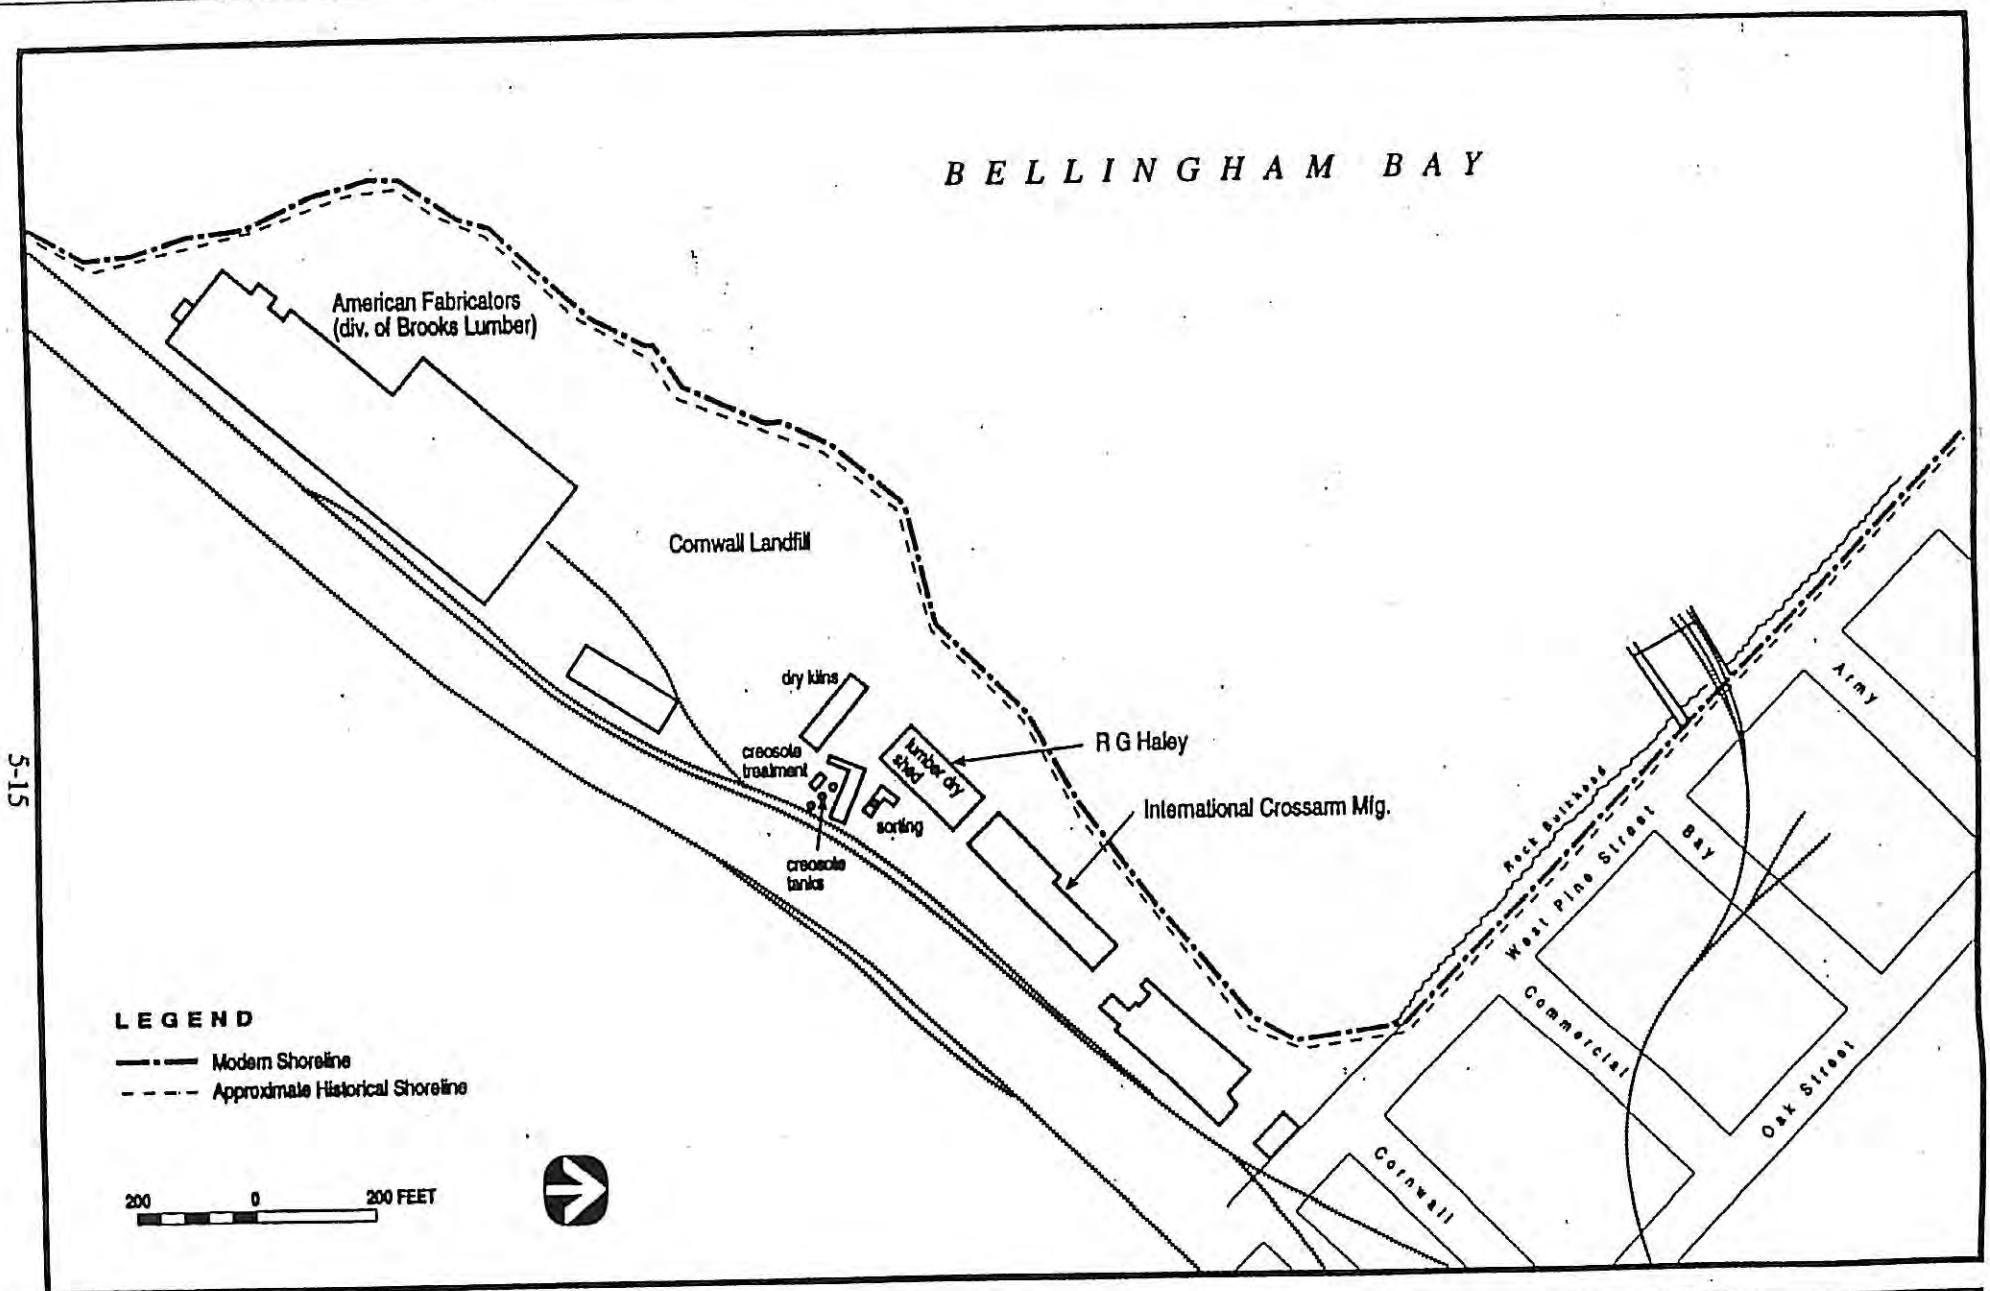 BELLINGHAM BAY
American Fabricators
(div. of Brooks Lumber)
Cornwall Landfill
dry kilns
lumber dry
shed
R G Haley
creosote
treatment
sorting
International Crossarm Mfg.
creosote
tanks
Rock Bulkhead
West Pine Street
Army
Bay
Commercial
Oak Street
Cornwall
LEGEND
Modern Shoreline
Approximate Historical Shoreline
200 0 200 FEET
5-15